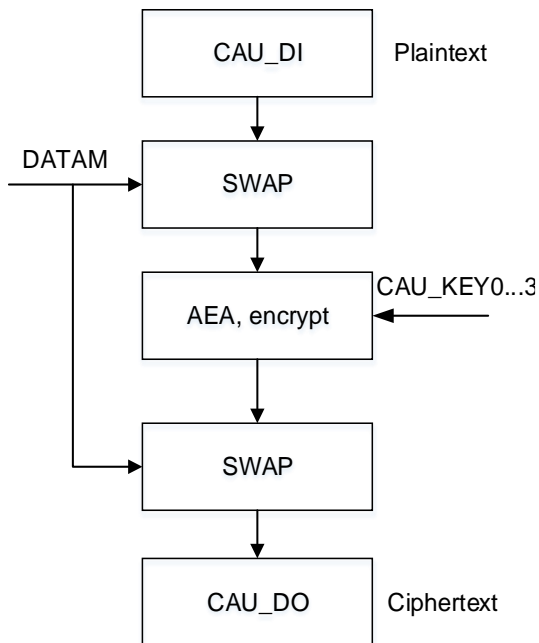 CAU_DI
Plaintext
DATAM
SWAP
CAU_KEY0...3
AEA, encrypt
SWAP
CAU_DO
Ciphertext